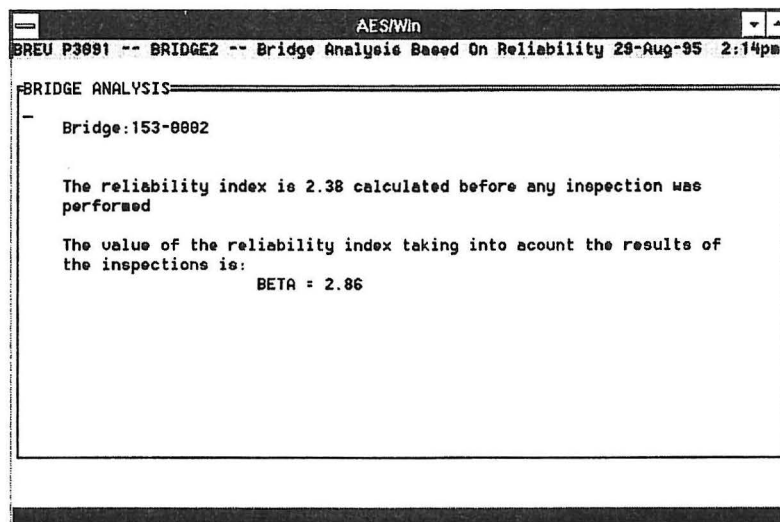 AES/Win
BREU P3091 -- BRIDGE2 -- Bridge Analysis Based On Reliability 29-Aug-95 2:14pm
BRIDGE ANALYSIS
Bridge:153-0002
The reliability index is 2.38 calculated before any inspection was
performed
The value of the reliability index taking into acount the results of
the inspections is:
BETA = 2.86